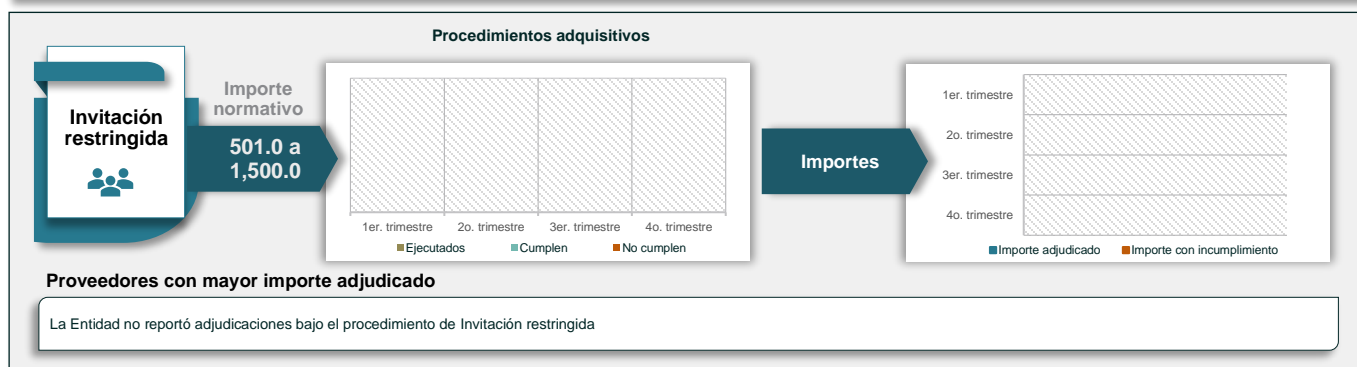 Procedimientos adquisitivos
Invitación
restringida
Importe
normativo
501.0 a
1,500.0
1er. trimestre 2o. trimestre 3er. trimestre 4o. trimestre
Ejecutados Cumplen No cumplen
Importes
1er. trimestre
2o. trimestre
3er. trimestre
4o. trimestre
Importe adjudicado Importe con incumplimiento
Proveedores con mayor importe adjudicado
La Entidad no reportó adjudicaciones bajo el procedimiento de Invitación restringida